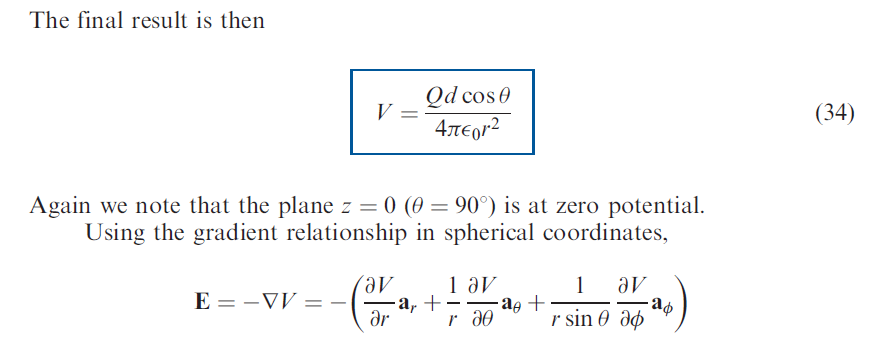 The final result is then
V = Qd cos θ / 4πϵ₀r²
(34)
Again we note that the plane z = 0 (θ = 90°) is at zero potential.
Using the gradient relationship in spherical coordinates,
E = −∇V = −(∂V/∂r a_r + 1/r ∂V/∂θ a_θ + 1/(r sin θ) ∂V/∂ϕ a_ϕ)